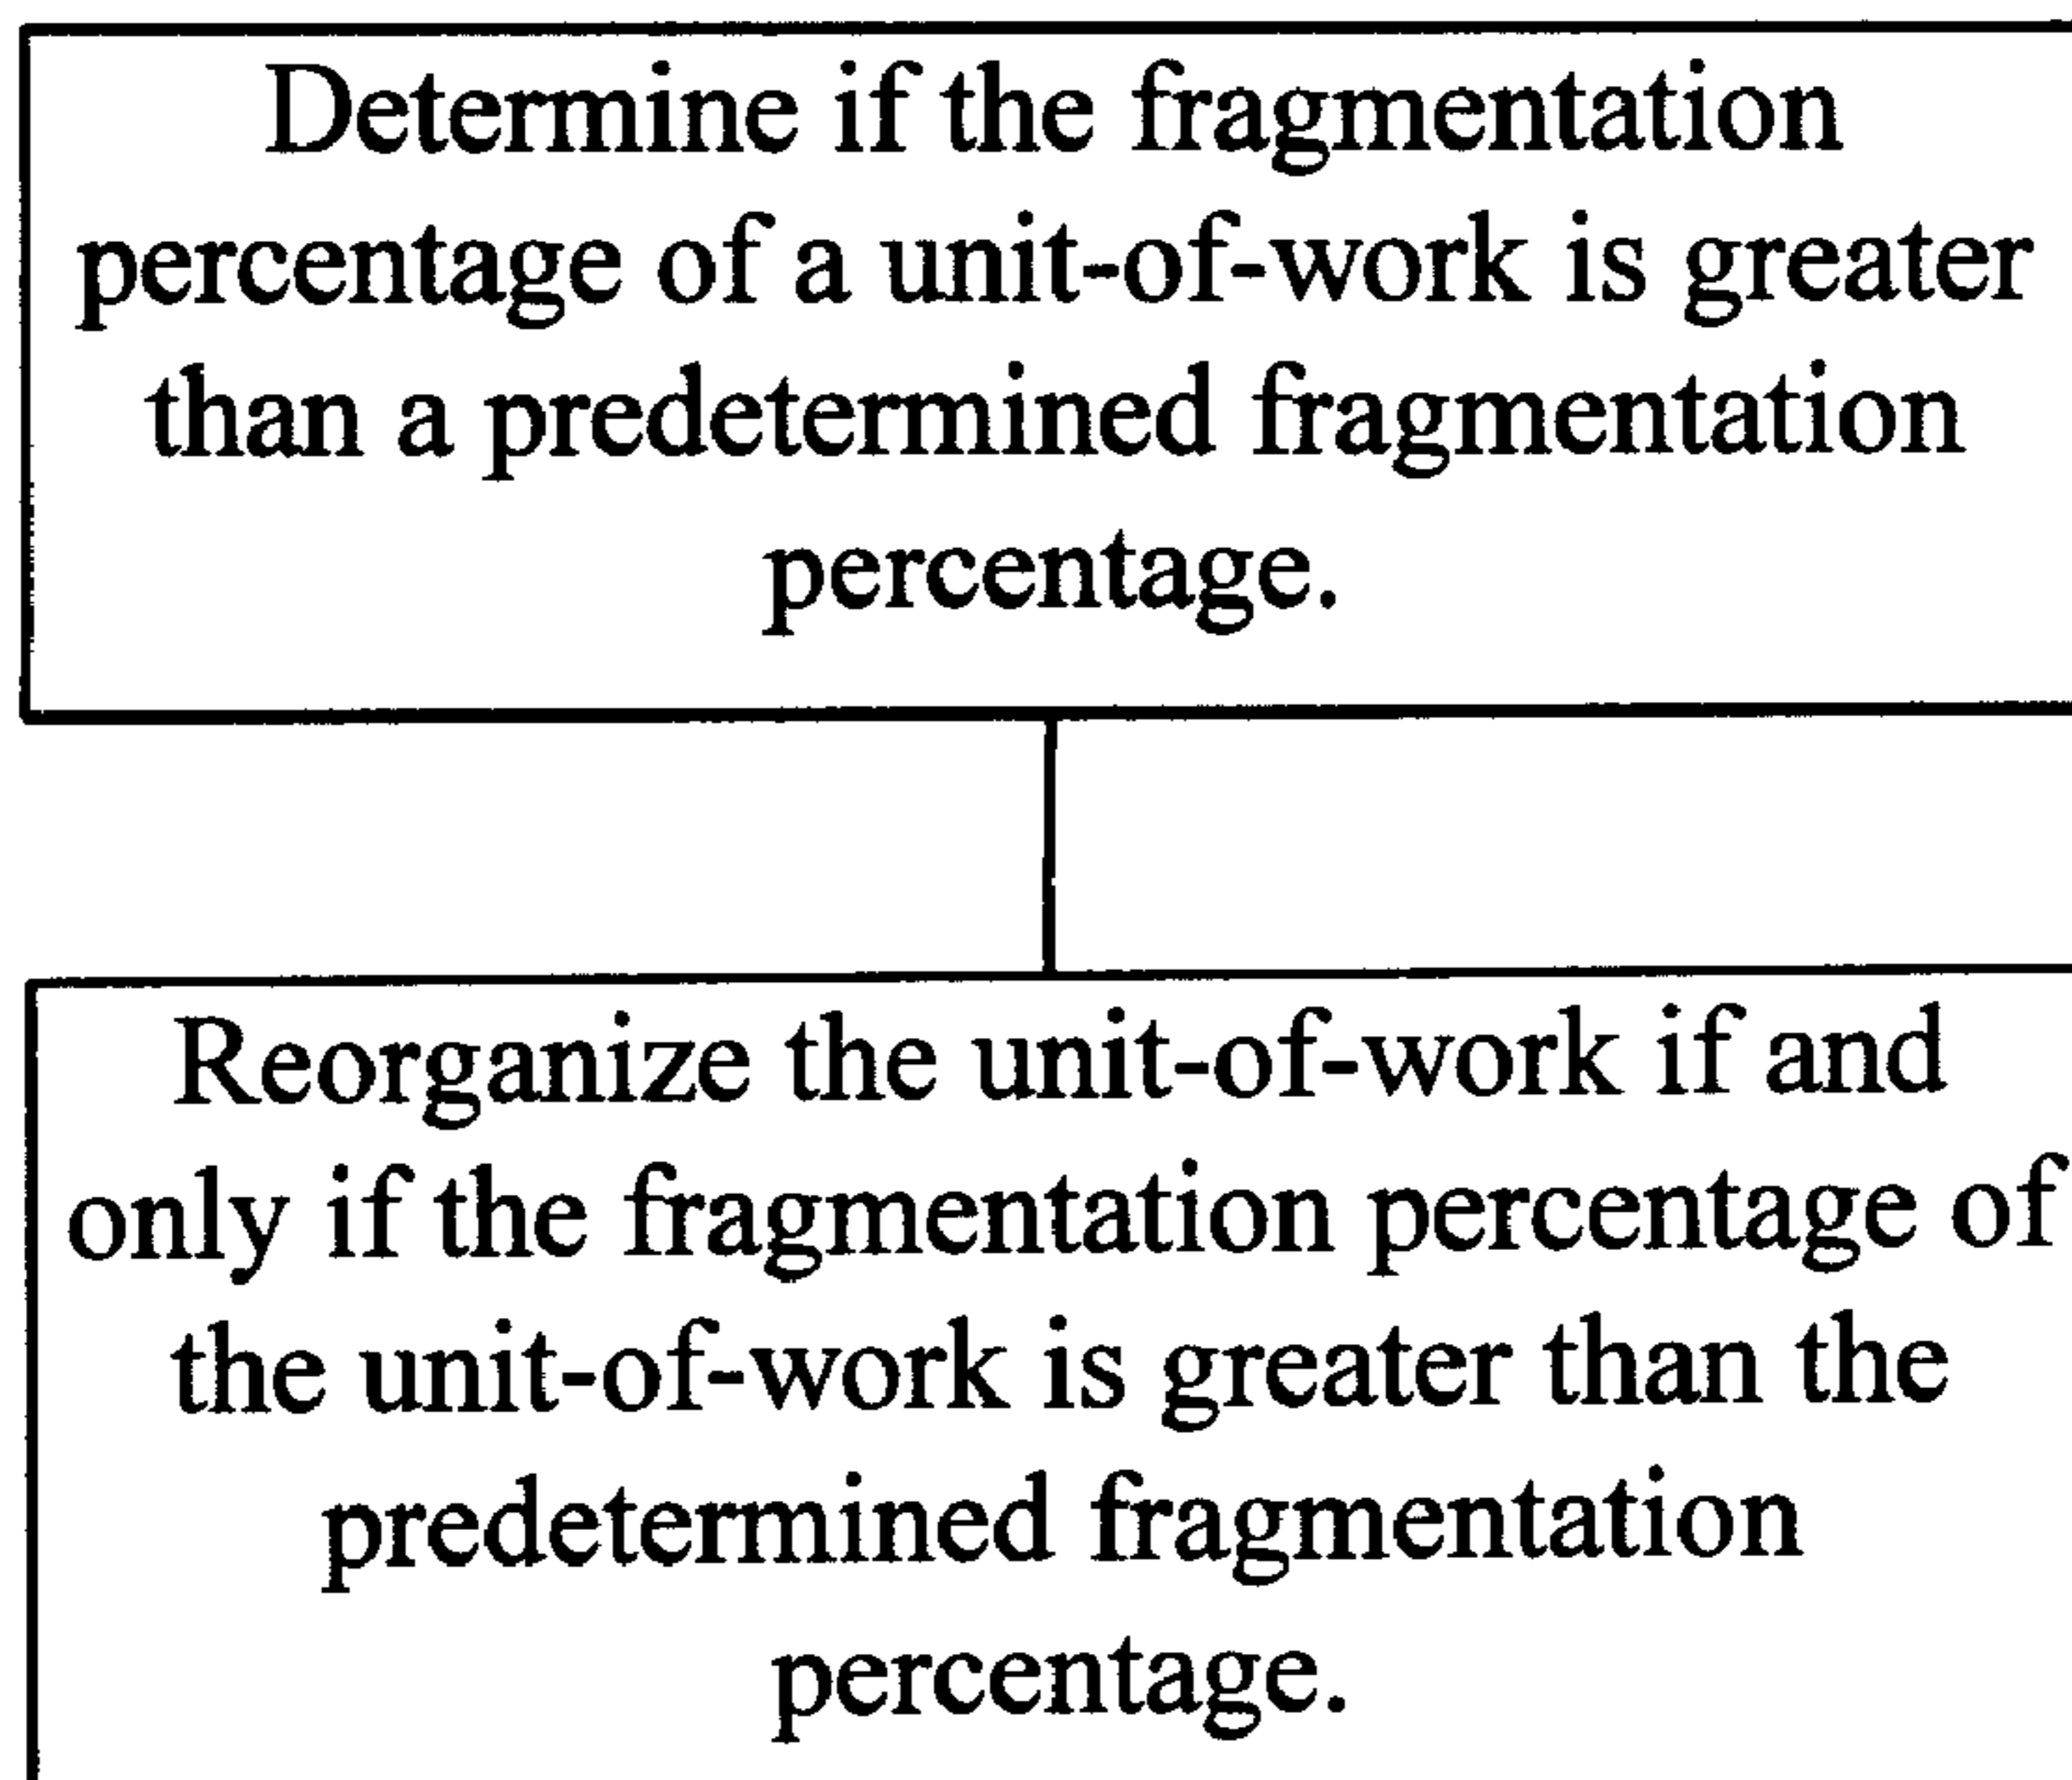 Determine if the fragmentation
percentage of a unit-of-work is greater
than a predetermined fragmentation
percentage.
Reorganize the unit-of-work if and
only if the fragmentation percentage of
the unit-of-work is greater than the
predetermined fragmentation
percentage.